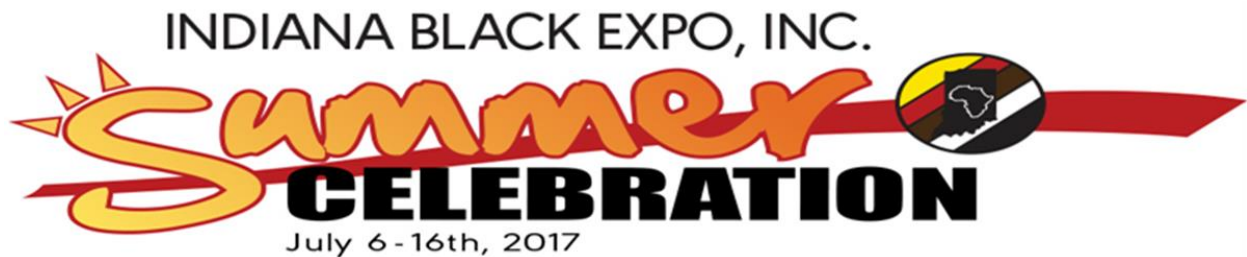 INDIANA BLACK EXPO, INC.
Summer
CELEBRATION
July 6-16th, 2017